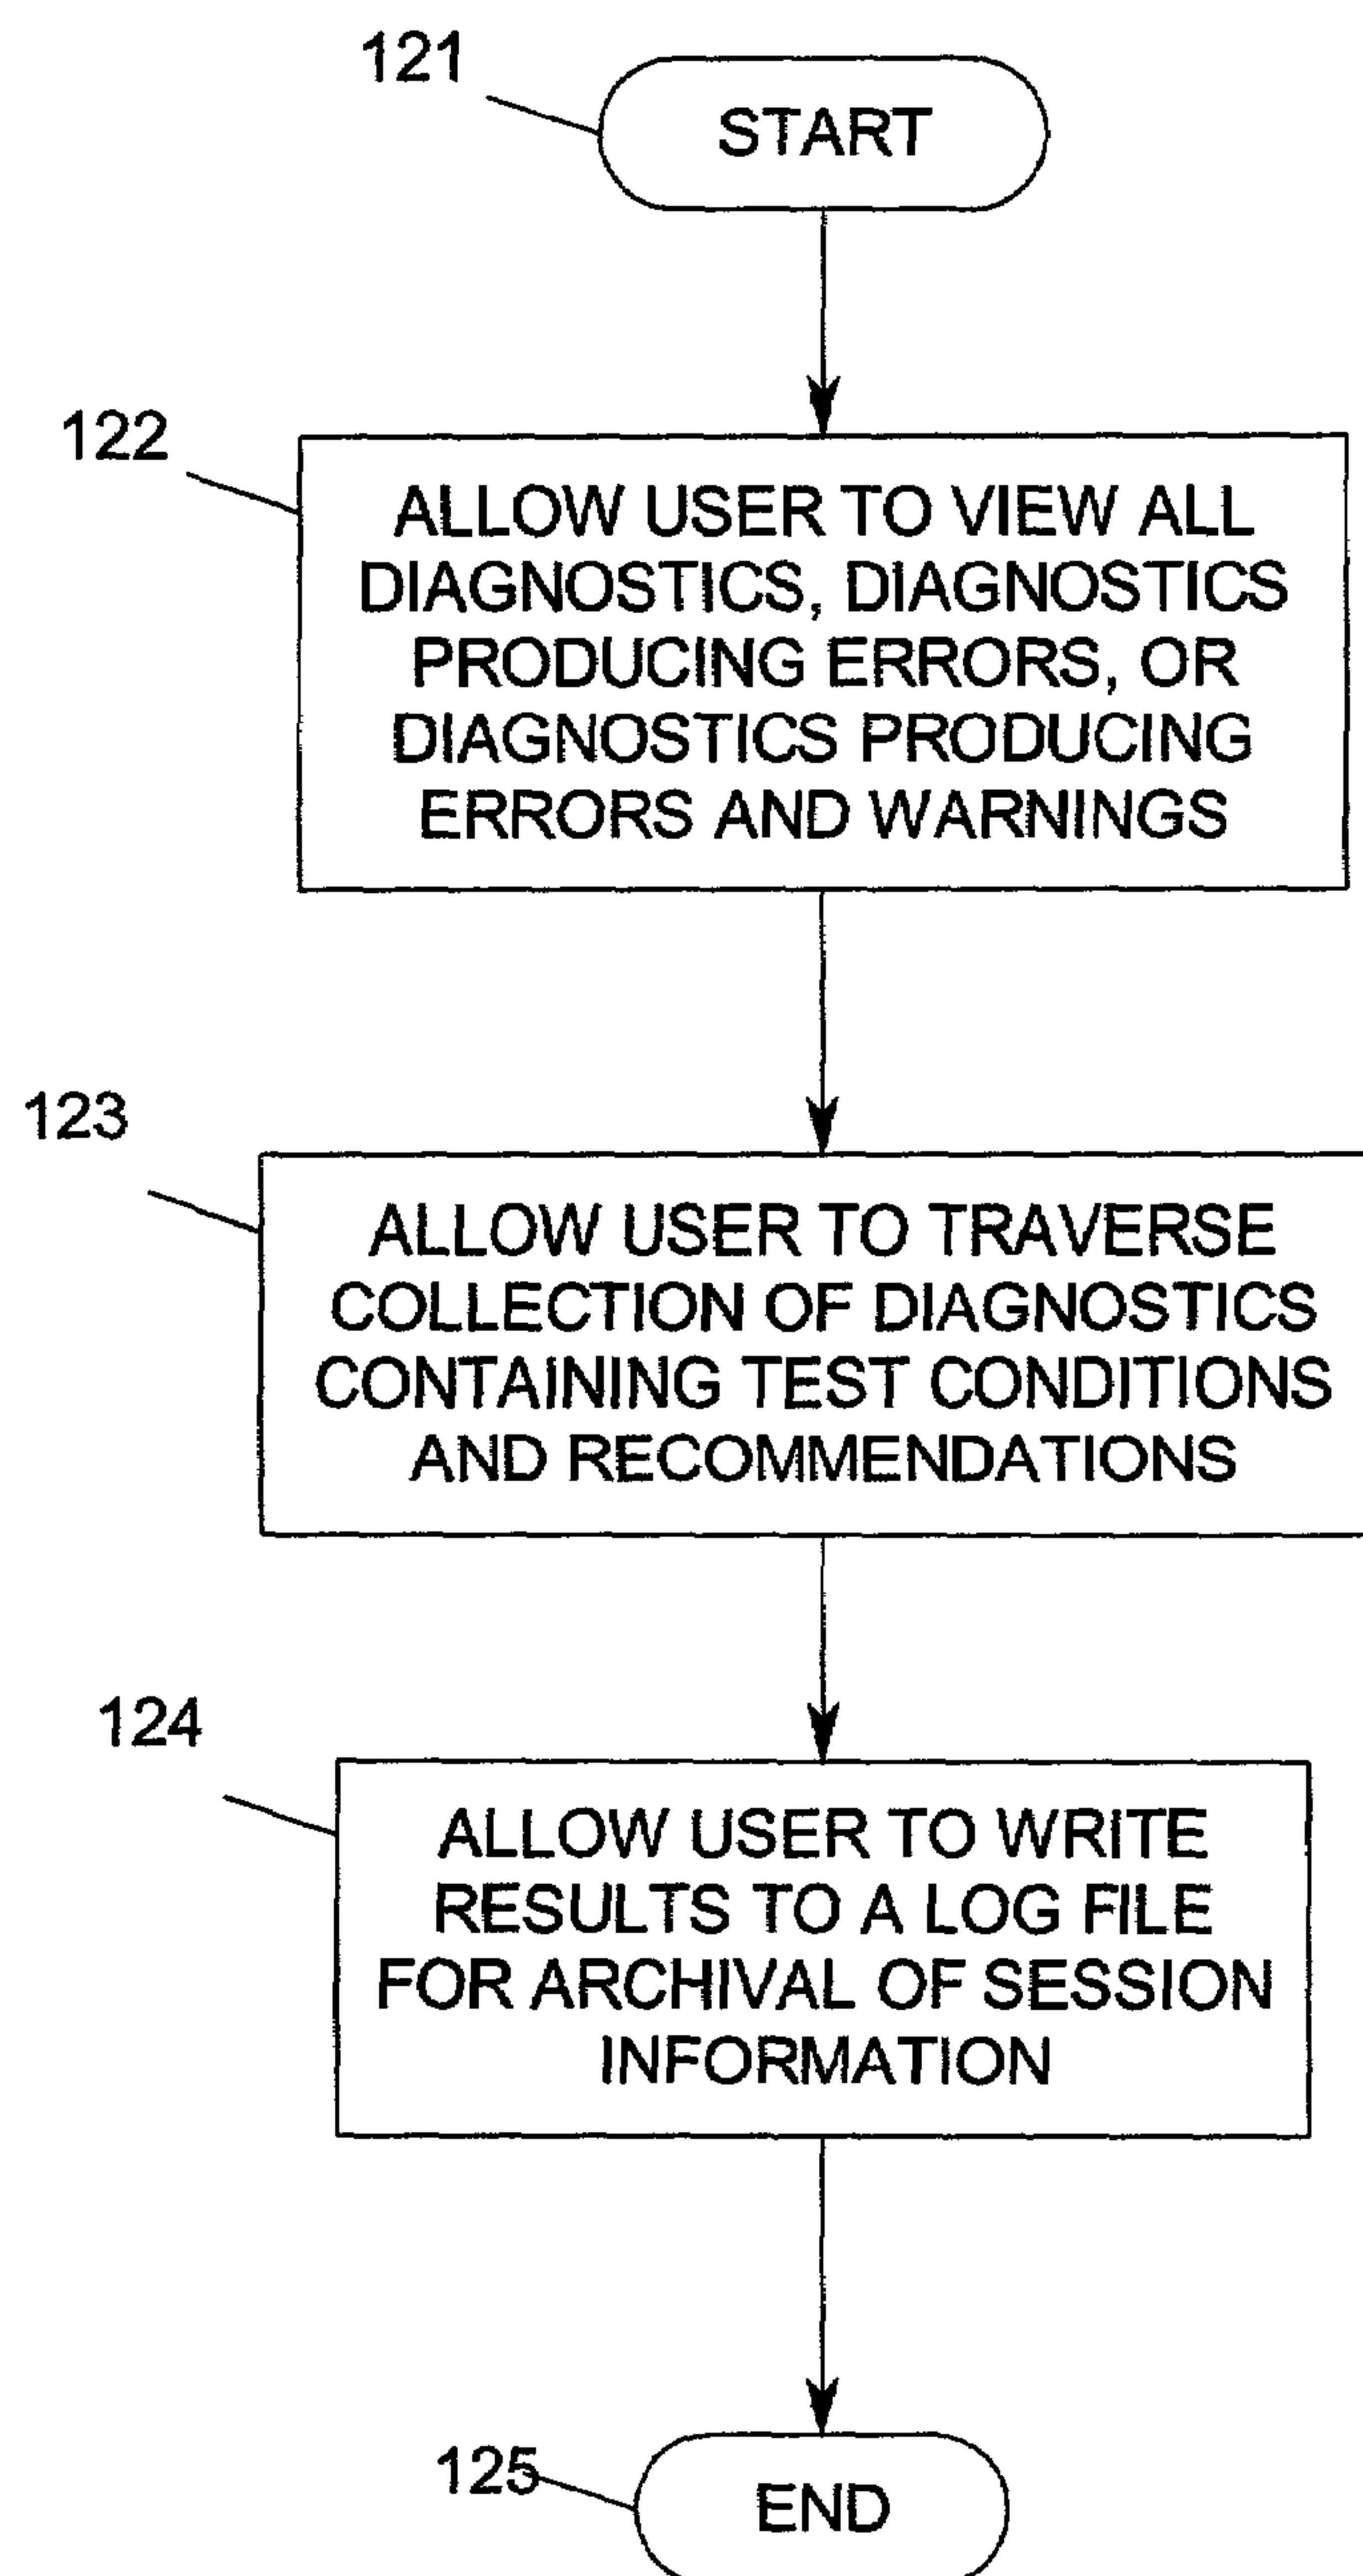 121
START
122
ALLOW USER TO VIEW ALL
DIAGNOSTICS, DIAGNOSTICS
PRODUCING ERRORS, OR
DIAGNOSTICS PRODUCING
ERRORS AND WARNINGS
123
ALLOW USER TO TRAVERSE
COLLECTION OF DIAGNOSTICS
CONTAINING TEST CONDITIONS
AND RECOMMENDATIONS
124
ALLOW USER TO WRITE
RESULTS TO A LOG FILE
FOR ARCHIVAL OF SESSION
INFORMATION
125
END